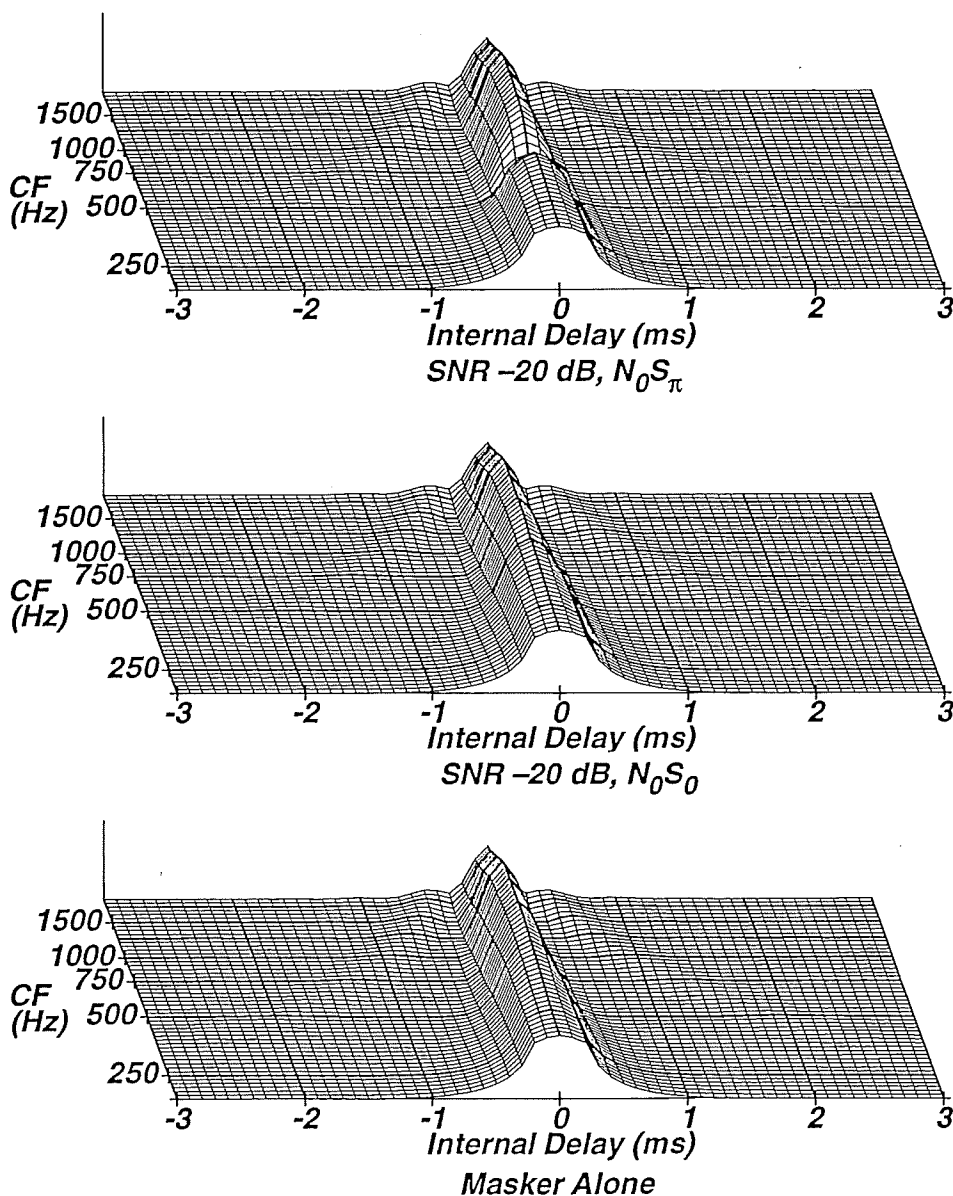 1500
1000
750
CF
(Hz)
500
250
-3 -2 -1 0 1 2 3
Internal Delay (ms)
SNR –20 dB, N0Sπ
1500
1000
750
CF
(Hz)
500
250
-3 -2 -1 0 1 2 3
Internal Delay (ms)
SNR –20 dB, N0S0
1500
1000
750
CF
(Hz)
500
250
-3 -2 -1 0 1 2 3
Internal Delay (ms)
Masker Alone